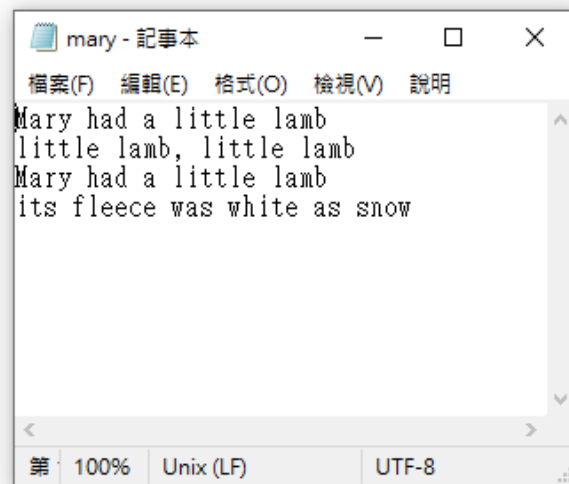 mary - 記事本
檔案(F) 編輯(E) 格式(O) 檢視(V) 說明
Mary had a little lamb
little lamb, little lamb
Mary had a little lamb
its fleece was white as snow
第 100% Unix (LF) UTF-8